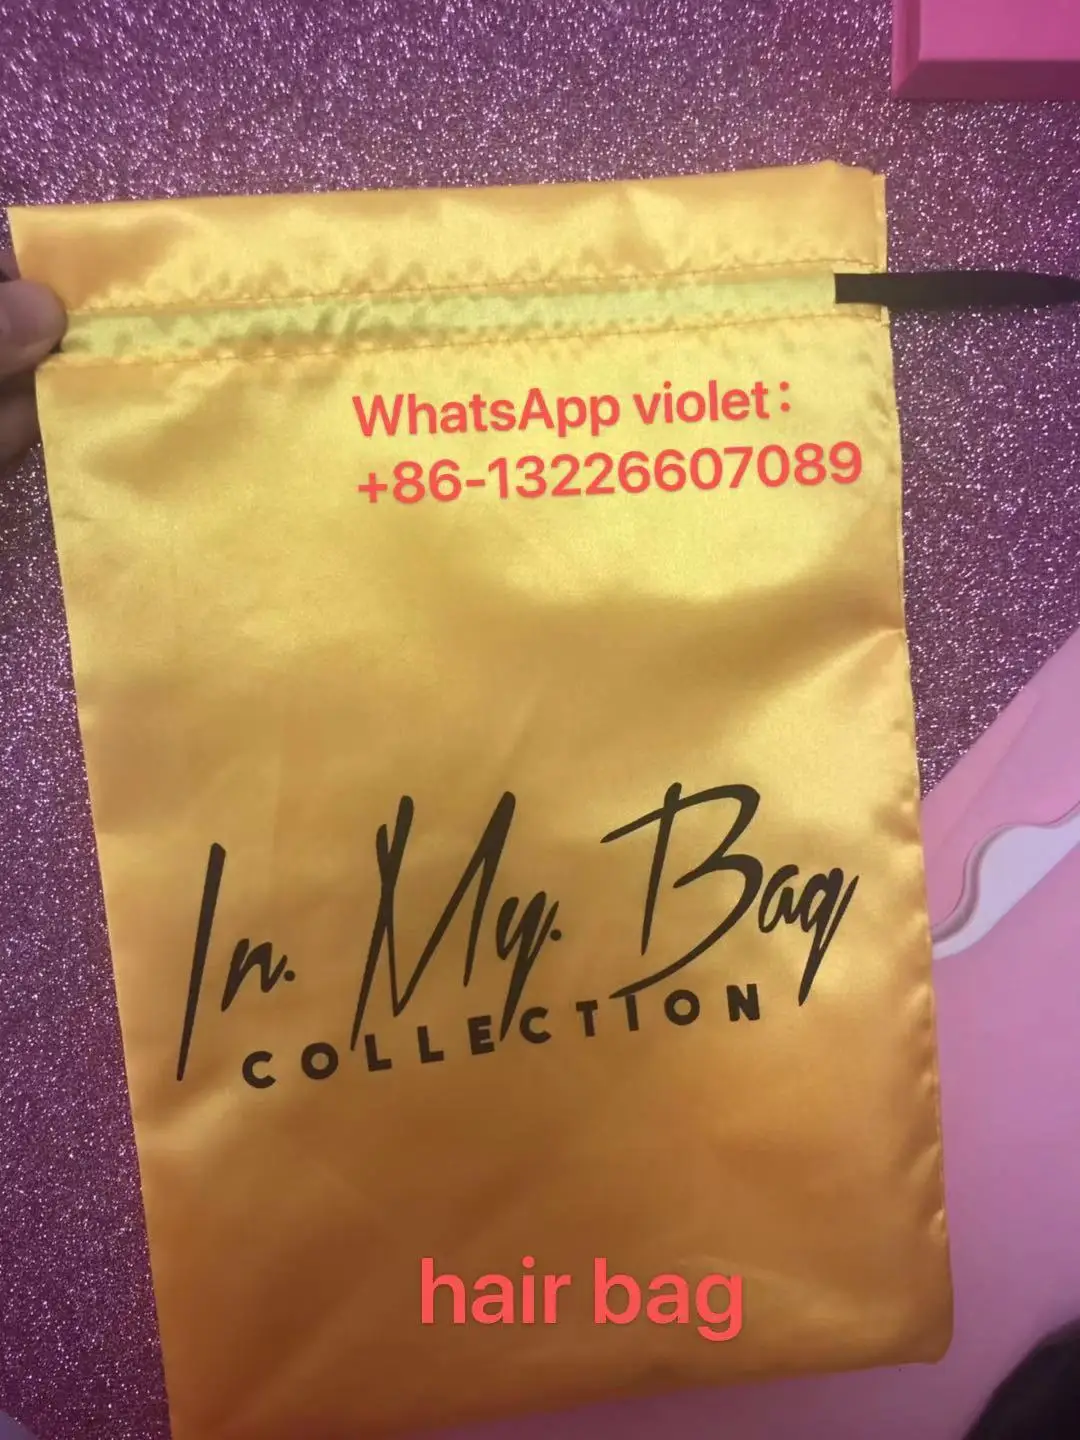 WhatsApp violet：
+86-13226607089
In. My. Bag
COLLECTION
hair bag